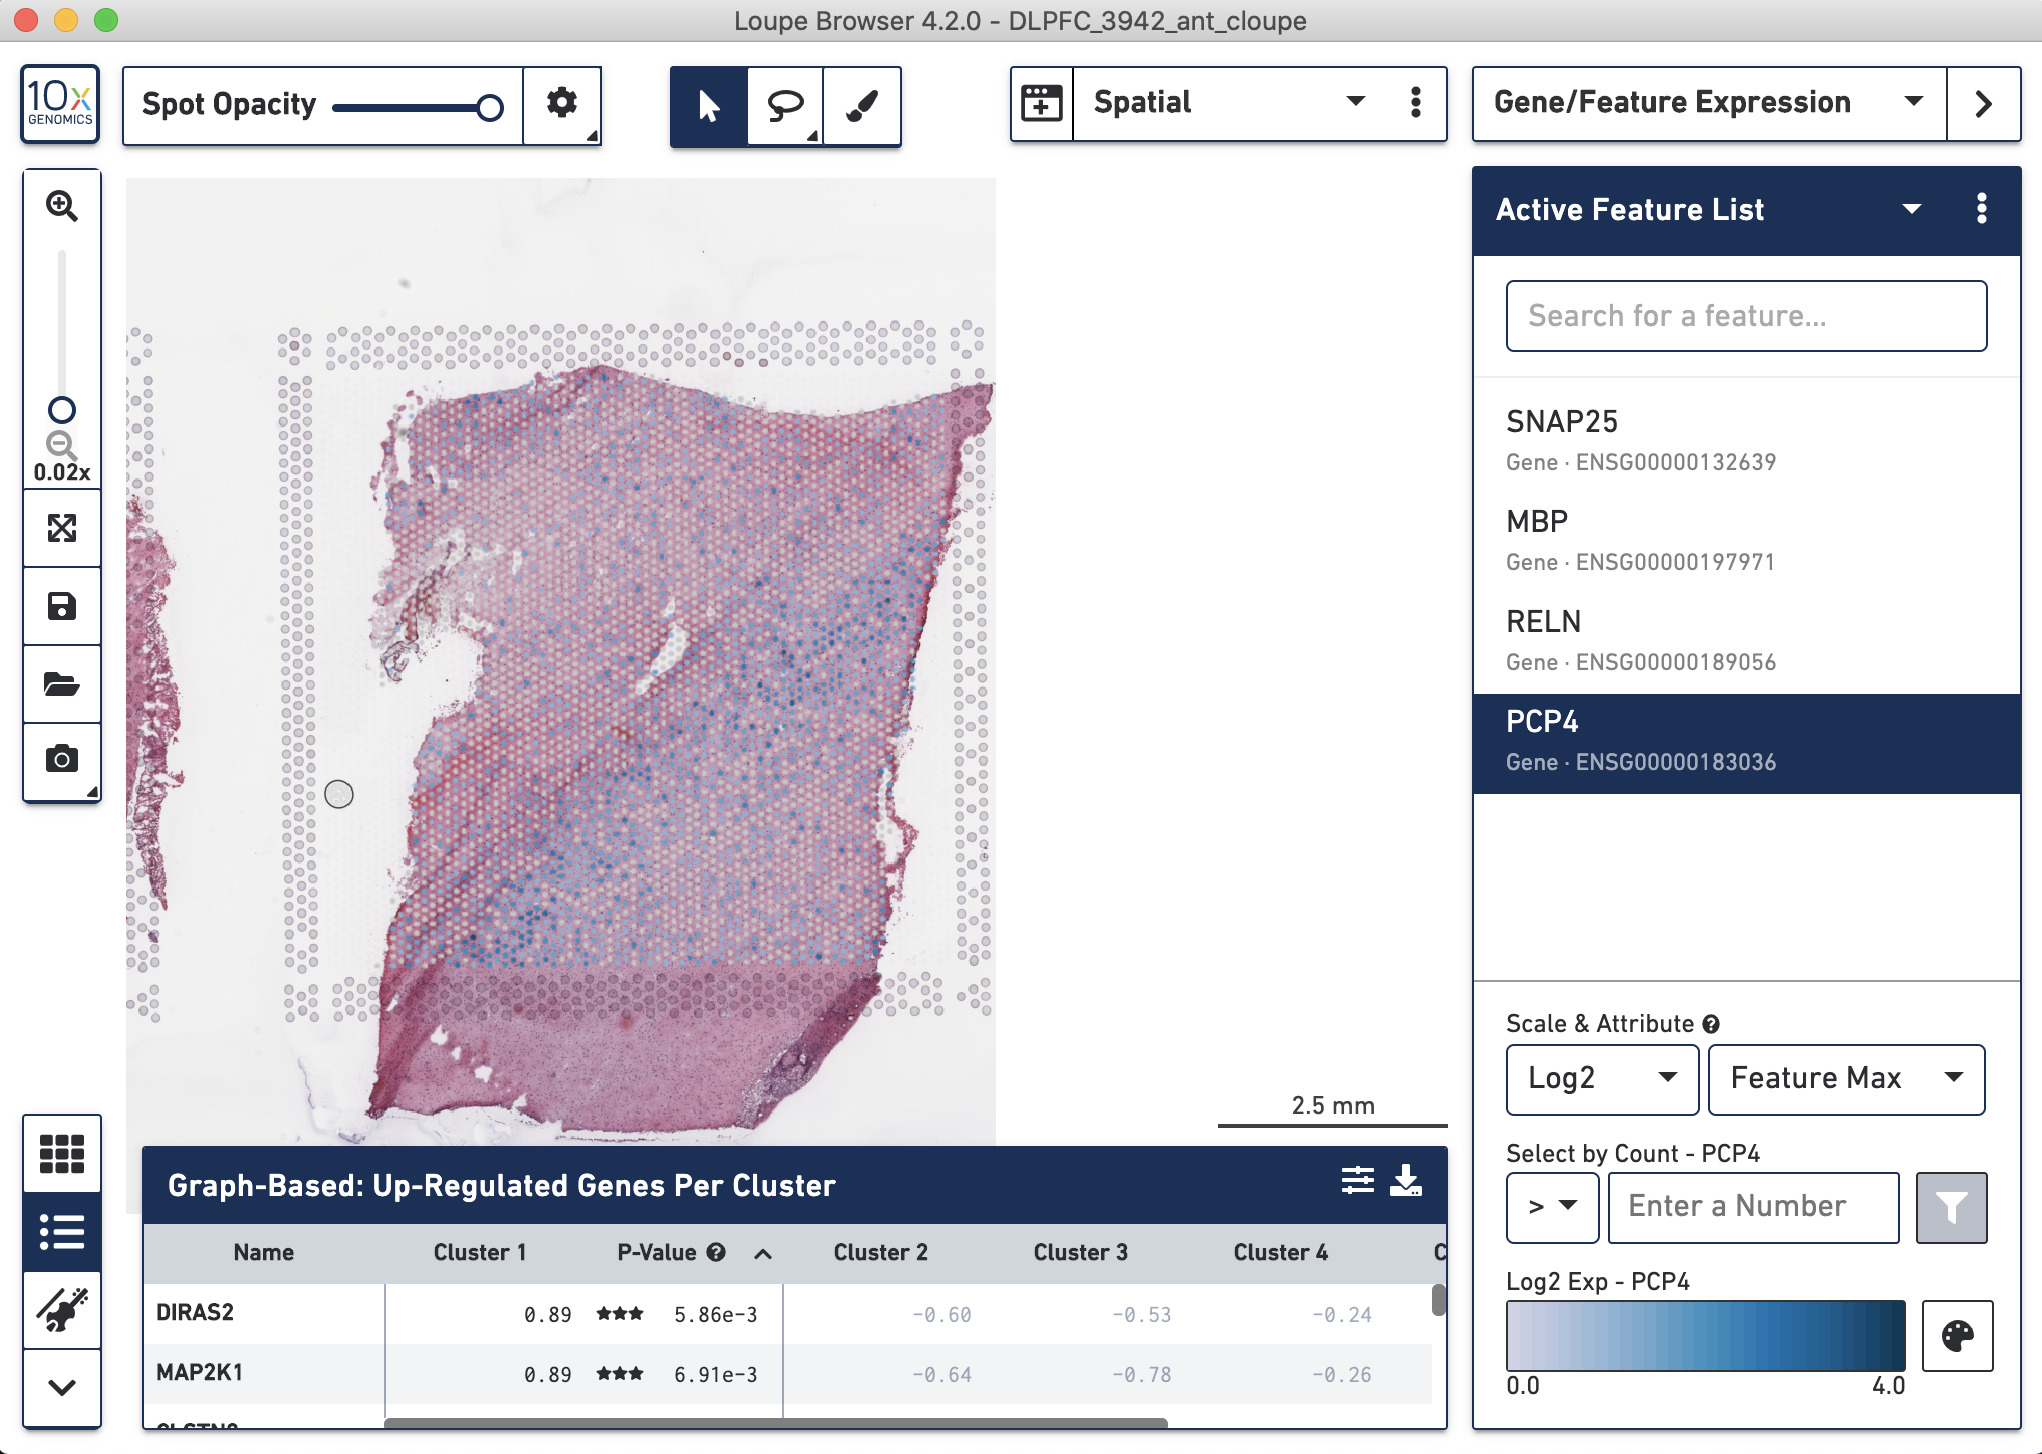 Loupe Browser 4.2.0 - DLPFC_3942_ant_cloupe
10x
GENOMICS
Spot Opacity
Spatial
Gene/Feature Expression
0.02x
Active Feature List
Search for a feature...
SNAP25
Gene · ENSG00000132639
MBP
Gene · ENSG00000197971
RELN
Gene · ENSG00000189056
PCP4
Gene · ENSG00000183036
2.5 mm
Scale & Attribute
Log2
Feature Max
Select by Count - PCP4
>
Enter a Number
Log2 Exp - PCP4
0.0 4.0
Graph-Based: Up-Regulated Genes Per Cluster
Name Cluster 1 P-Value Cluster 2 Cluster 3 Cluster 4 C
DIRAS2 0.89 ★★★ 5.86e-3 -0.60 -0.53 -0.24
MAP2K1 0.89 ★★★ 6.91e-3 -0.64 -0.78 -0.26